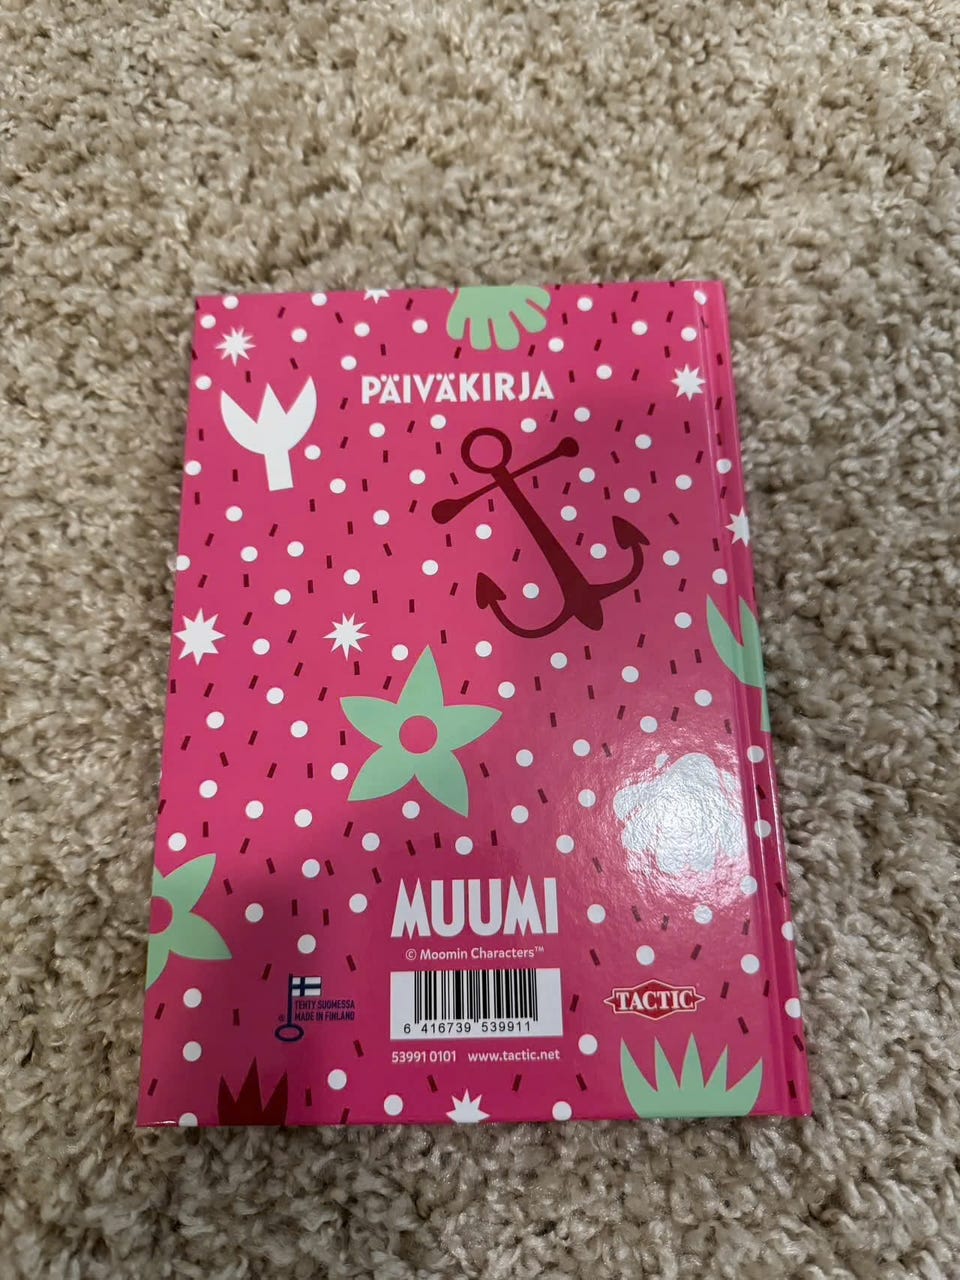 PÄIVÄKIRJA
MUUMI
© Moomin Characters™
TEHTY SUOMESSA
MADE IN FINLAND
6 416739 539911
TACTIC
53991 0101 www.tactic.net